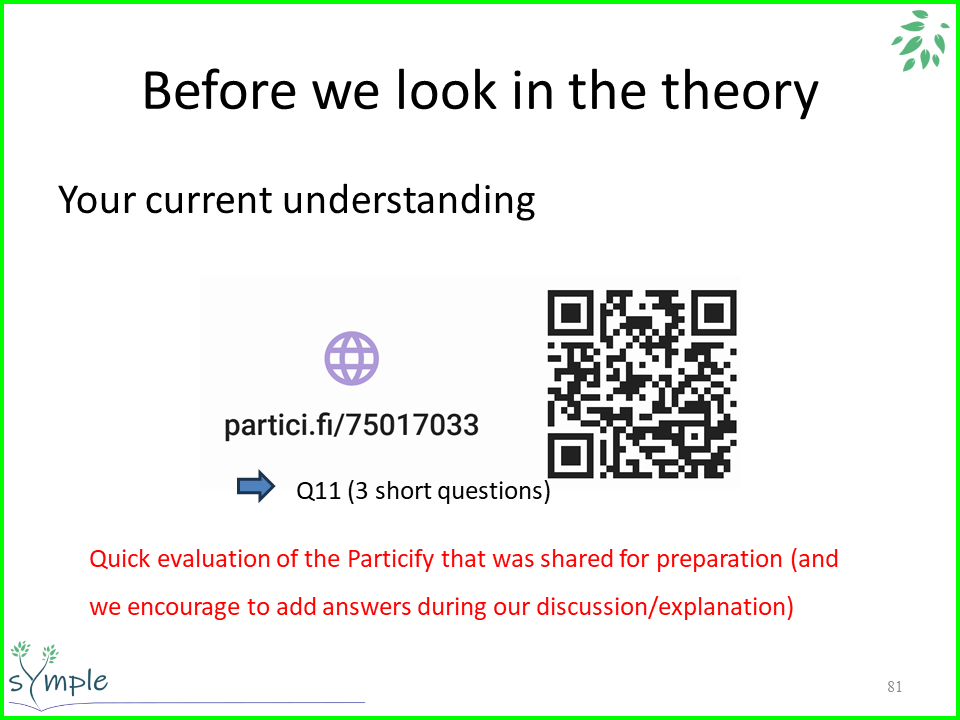 Before we look in the theory
Your current understanding
partici.fi/75017033
Q11 (3 short questions)
Quick evaluation of the Particify that was shared for preparation (and
we encourage to add answers during our discussion/explanation)
sYmple
81